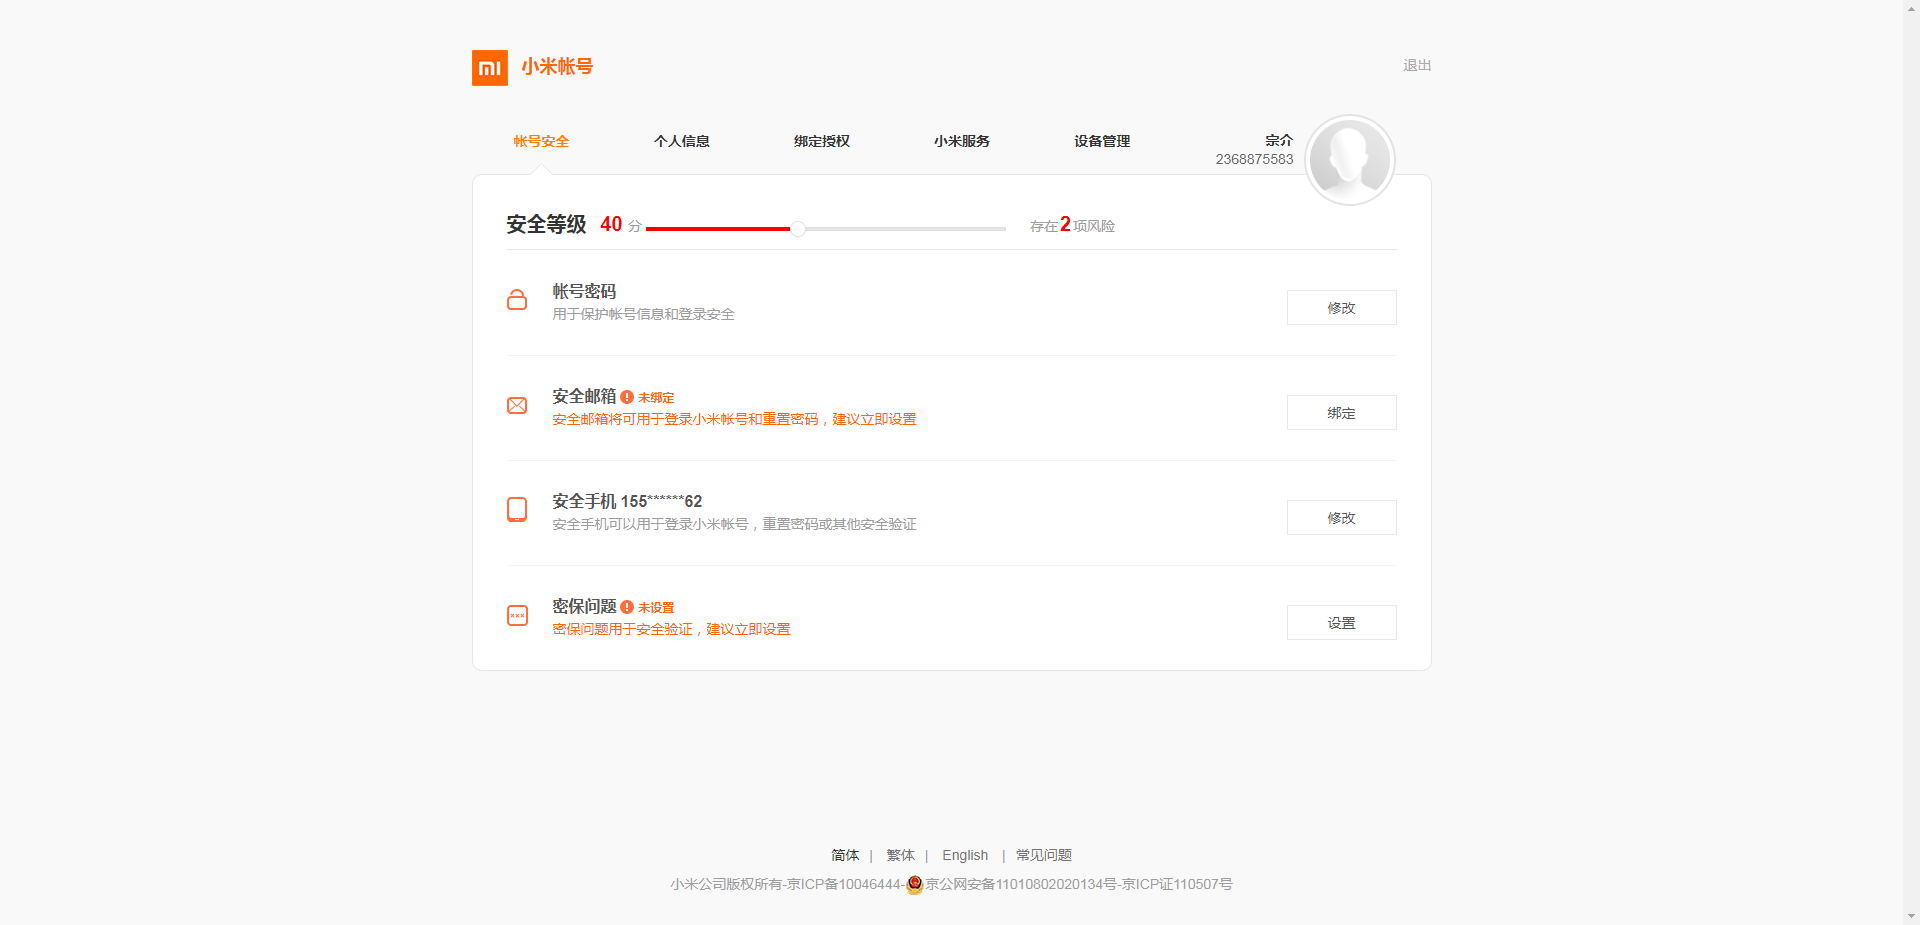 小米帐号
退出
帐号安全 个人信息 绑定授权 小米服务 设备管理 宗介
2368875583
安全等级 40 分 存在2项风险
帐号密码
用于保护帐号信息和登录安全
修改
安全邮箱 未绑定
安全邮箱将可用于登录小米帐号和重置密码，建议立即设置
绑定
安全手机 155******62
安全手机可以用于登录小米帐号，重置密码或其他安全验证
修改
密保问题 未设置
密保问题用于安全验证，建议立即设置
设置
简体 | 繁体 | English | 常见问题
小米公司版权所有-京ICP备10046444-京公网安备11010802020134号-京ICP证110507号